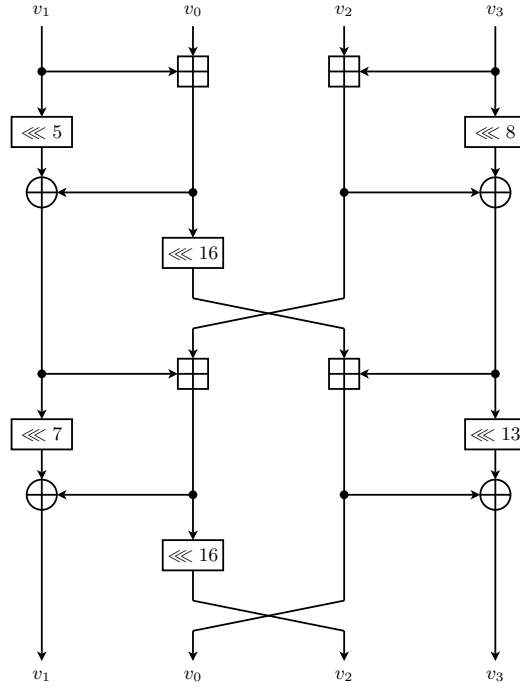 v₁ v₀ v₂ v₃
⋘ 5 ⋘ 8
⋘ 16
⋘ 7 ⋘ 13
⋘ 16
v₁ v₀ v₂ v₃